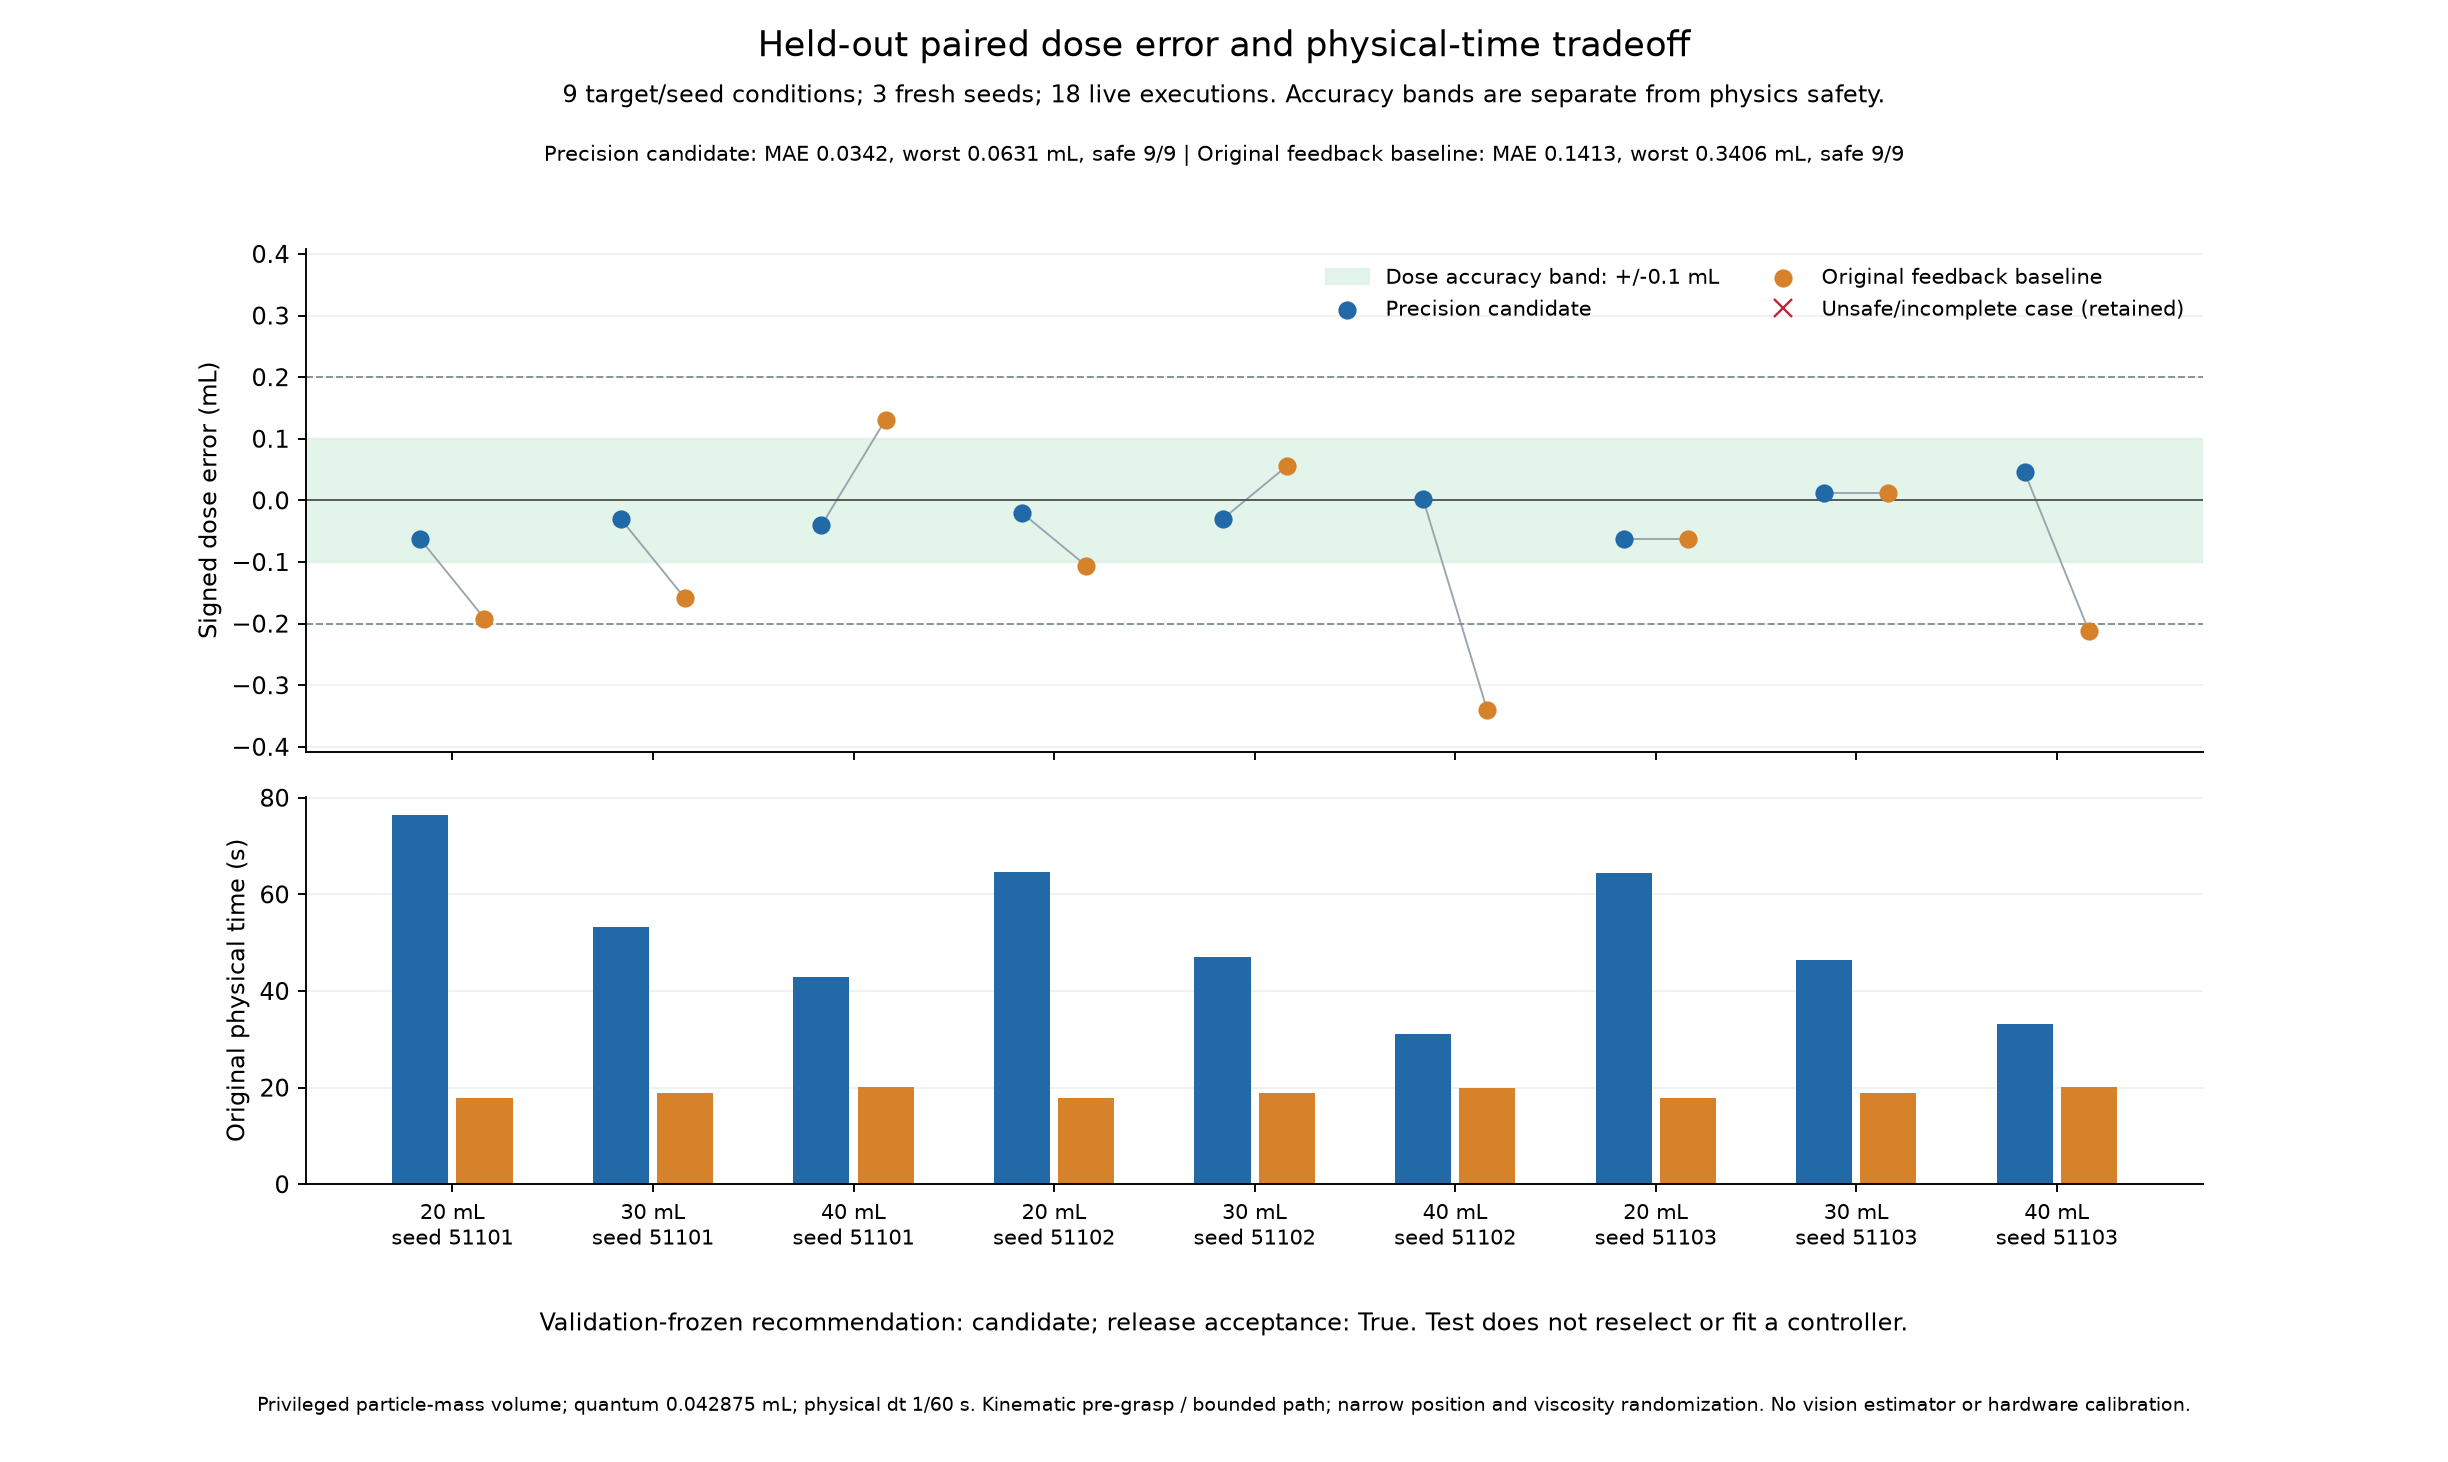 Held-out paired dose error and physical-time tradeoff
9 target/seed conditions; 3 fresh seeds; 18 live executions. Accuracy bands are separate from physics safety.
Precision candidate: MAE 0.0342, worst 0.0631 mL, safe 9/9 | Original feedback baseline: MAE 0.1413, worst 0.3406 mL, safe 9/9
Signed dose error (mL)
0.4
0.3
0.2
0.1
0.0
−0.1
−0.2
−0.3
−0.4
Dose accuracy band: +/-0.1 mL
Precision candidate
Original feedback baseline
Unsafe/incomplete case (retained)
Original physical time (s)
80
60
40
20
0
20 mL
seed 51101
30 mL
seed 51101
40 mL
seed 51101
20 mL
seed 51102
30 mL
seed 51102
40 mL
seed 51102
20 mL
seed 51103
30 mL
seed 51103
40 mL
seed 51103
Validation-frozen recommendation: candidate; release acceptance: True. Test does not reselect or fit a controller.
Privileged particle-mass volume; quantum 0.042875 mL; physical dt 1/60 s. Kinematic pre-grasp / bounded path; narrow position and viscosity randomization. No vision estimator or hardware calibration.